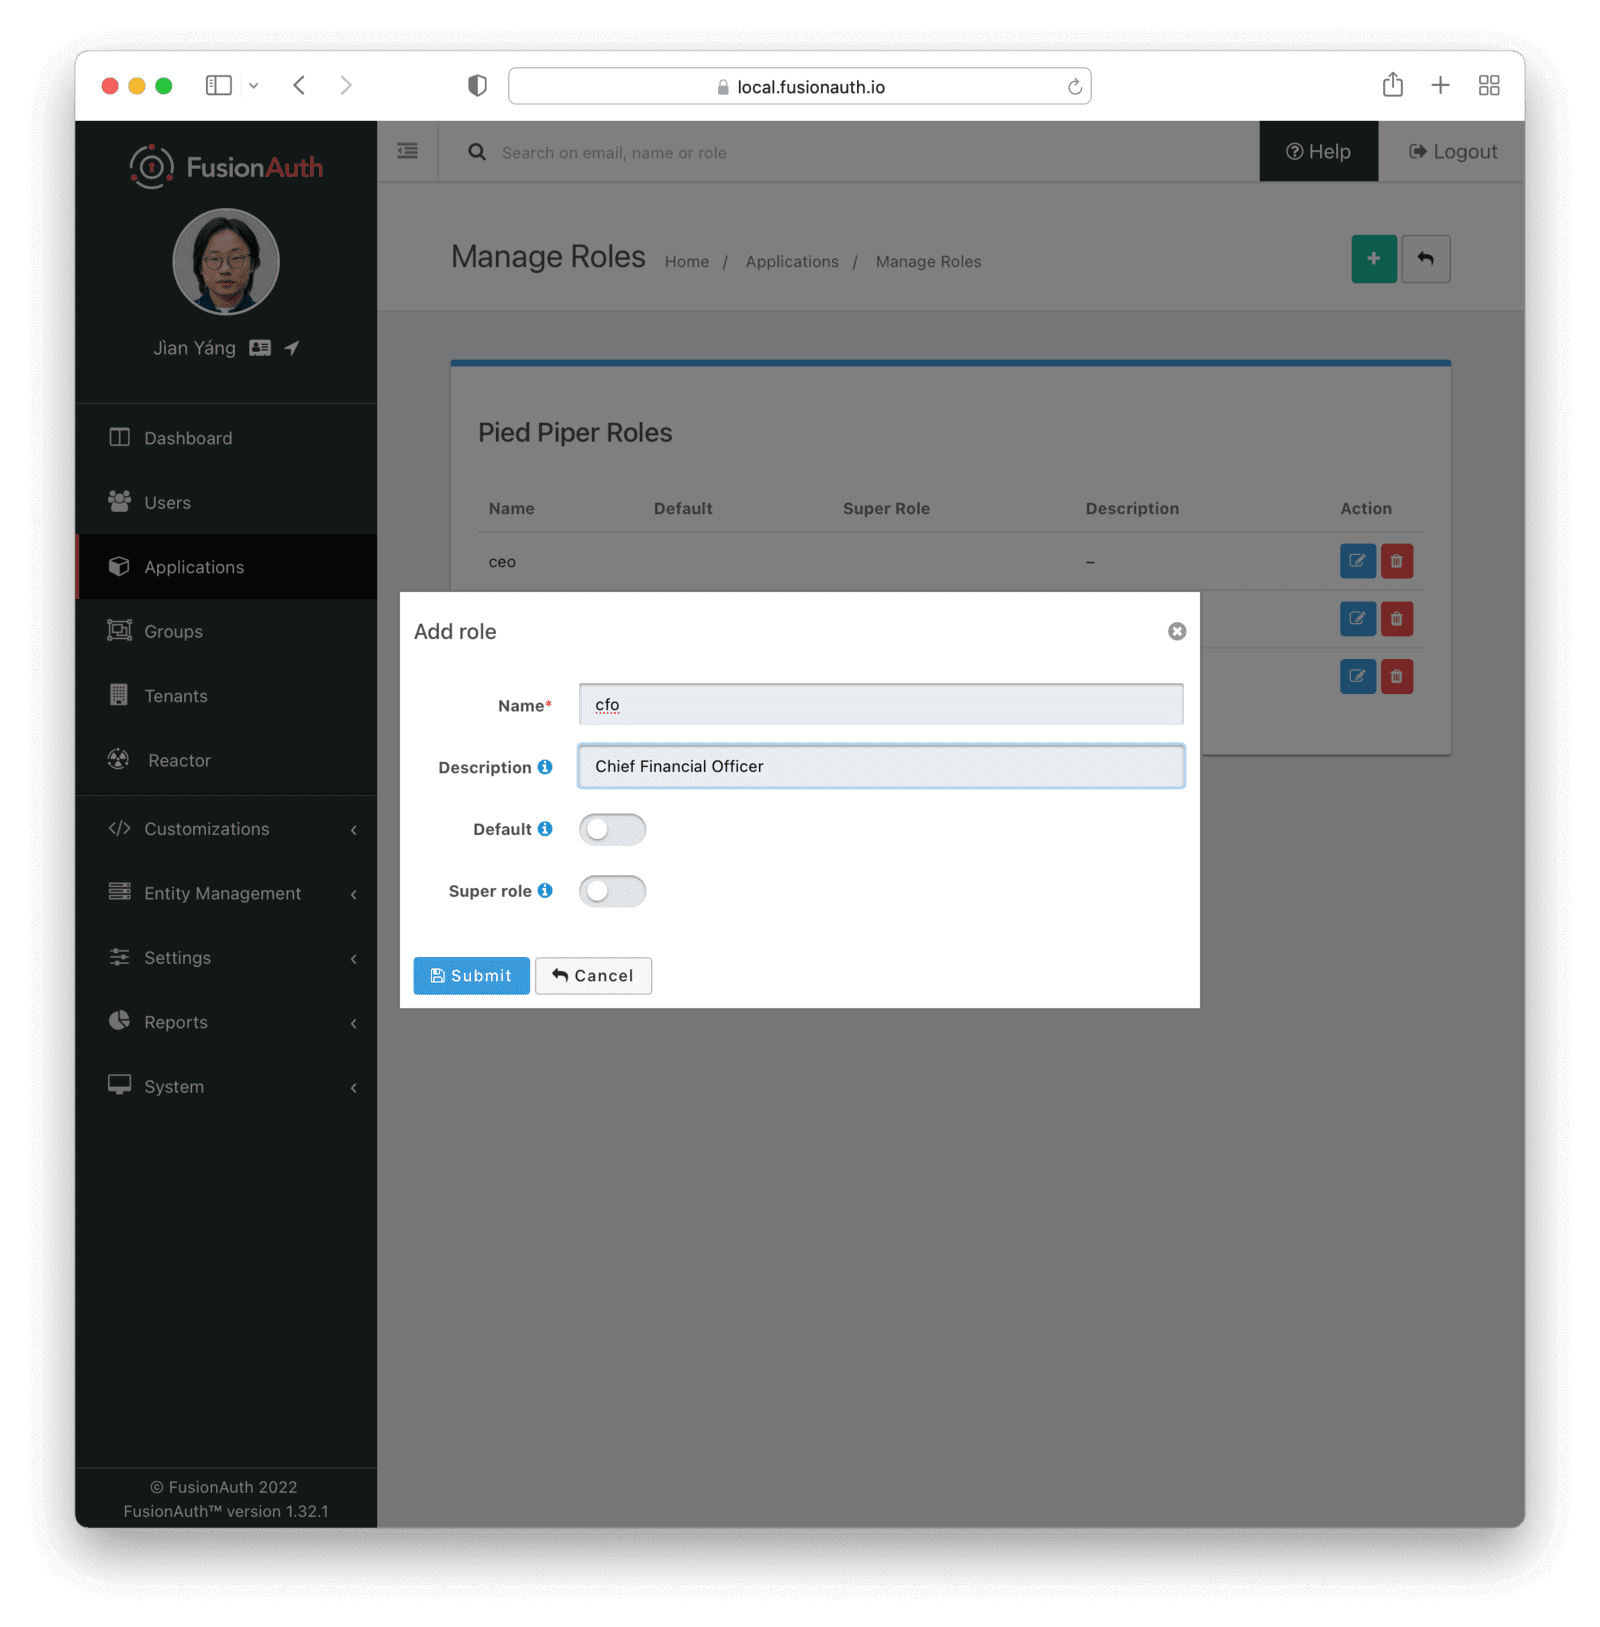 local.fusionauth.io
FusionAuth
Search on email, name or role
Help
Logout
Jìan Yáng
Manage Roles
Home / Applications / Manage Roles
Dashboard
Users
Applications
Groups
Tenants
Reactor
Customizations
Entity Management
Settings
Reports
System
Pied Piper Roles
Name Default Super Role Description Action
ceo –
Add role
Name* cfo
Description Chief Financial Officer
Default
Super role
Submit Cancel
© FusionAuth 2022
FusionAuth™ version 1.32.1